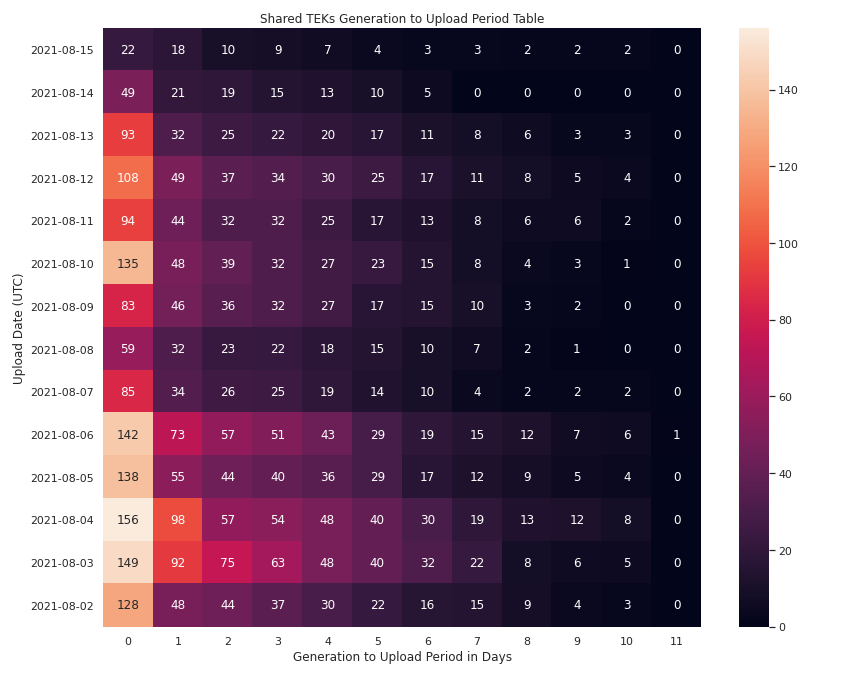 Shared TEKs Generation to Upload Period Table
2021-08-15 22 18 10 9 7 4 3 3 2 2 2 0
2021-08-14 49 21 19 15 13 10 5 0 0 0 0 0
2021-08-13 93 32 25 22 20 17 11 8 6 3 3 0
2021-08-12 108 49 37 34 30 25 17 11 8 5 4 0
2021-08-11 94 44 32 32 25 17 13 8 6 6 2 0
2021-08-10 135 48 39 32 27 23 15 8 4 3 1 0
2021-08-09 83 46 36 32 27 17 15 10 3 2 0 0
2021-08-08 59 32 23 22 18 15 10 7 2 1 0 0
2021-08-07 85 34 26 25 19 14 10 4 2 2 2 0
2021-08-06 142 73 57 51 43 29 19 15 12 7 6 1
2021-08-05 138 55 44 40 36 29 17 12 9 5 4 0
2021-08-04 156 98 57 54 48 40 30 19 13 12 8 0
2021-08-03 149 92 75 63 48 40 32 22 8 6 5 0
2021-08-02 128 48 44 37 30 22 16 15 9 4 3 0
0 1 2 3 4 5 6 7 8 9 10 11
Generation to Upload Period in Days
Upload Date (UTC)
140
120
100
80
60
40
20
0